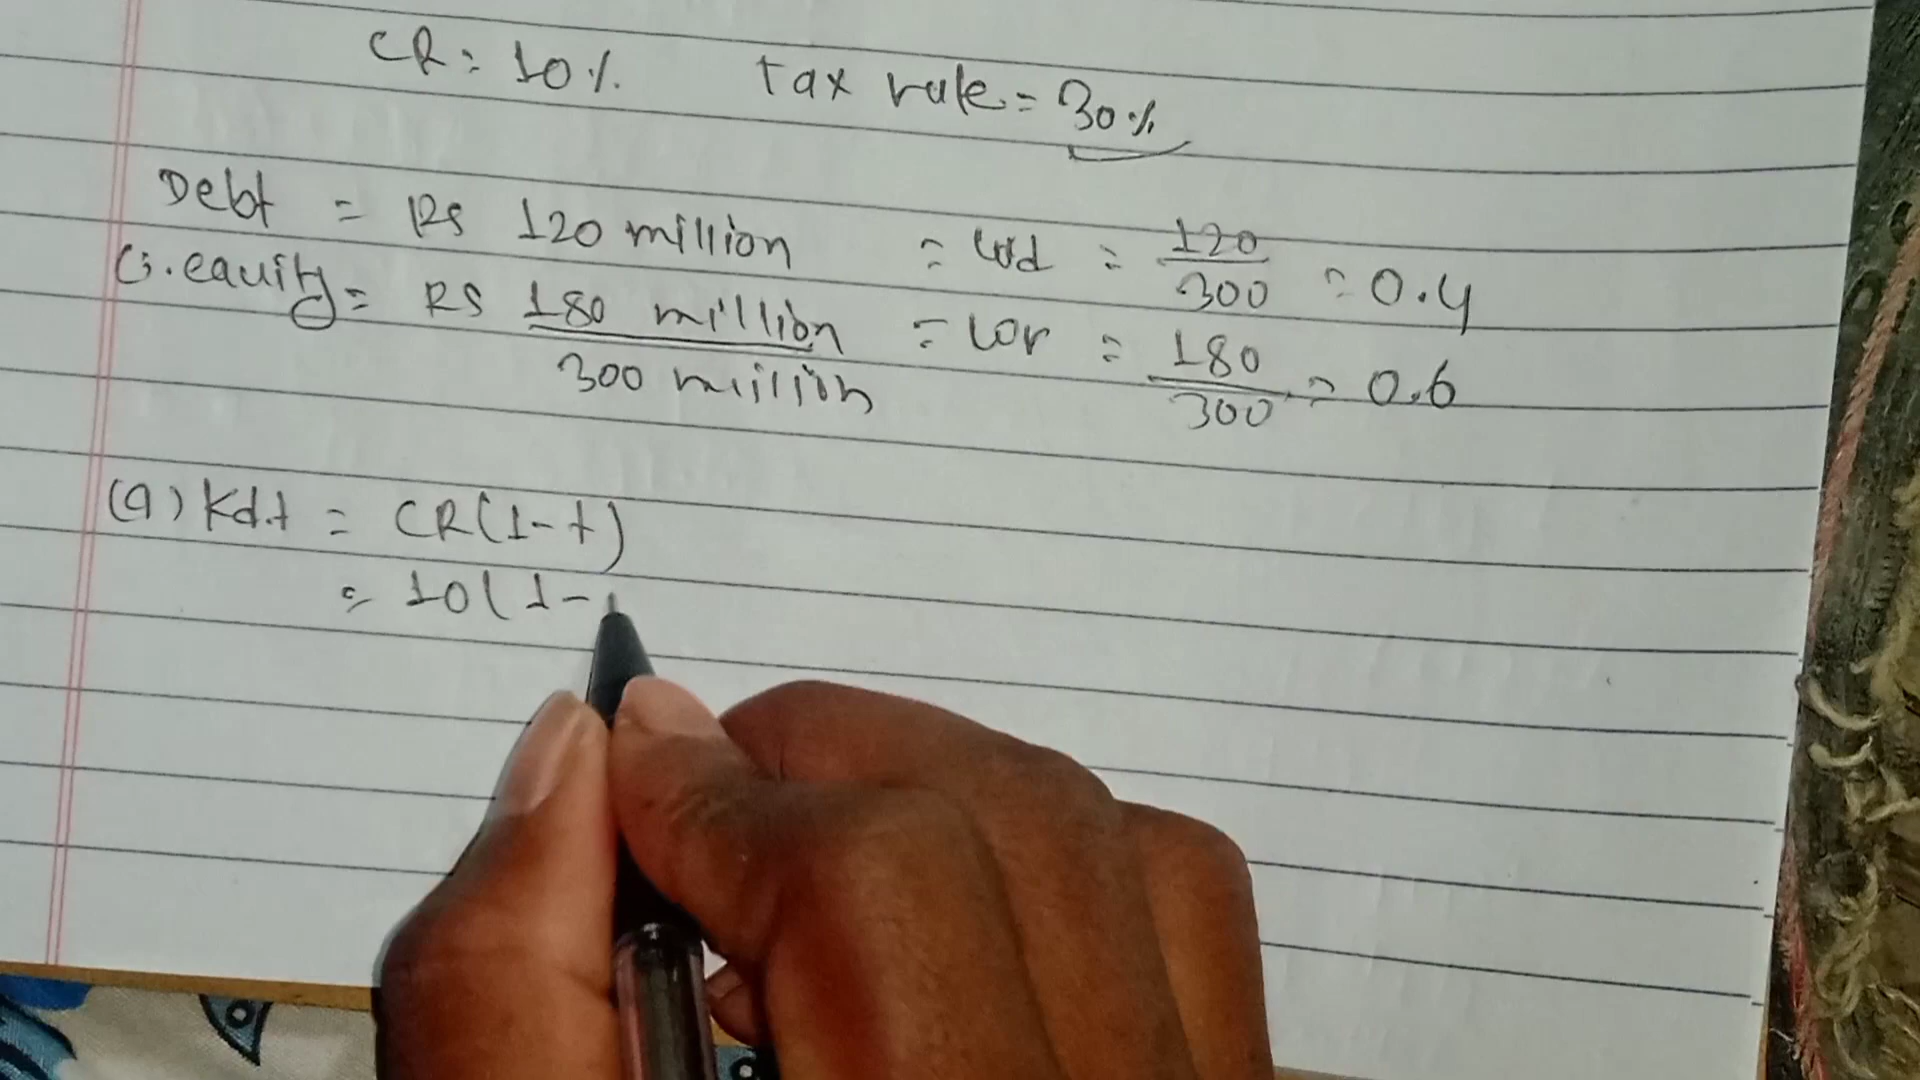 CR = 10% tax rate = 30%
Debt = RS 120 million = Wd = 120/300 = 0.4
C. equity = RS 180 million = wr = 180/300 = 0.6
300 million
(a) Kd.t = CR(1-t)
= 10(1-